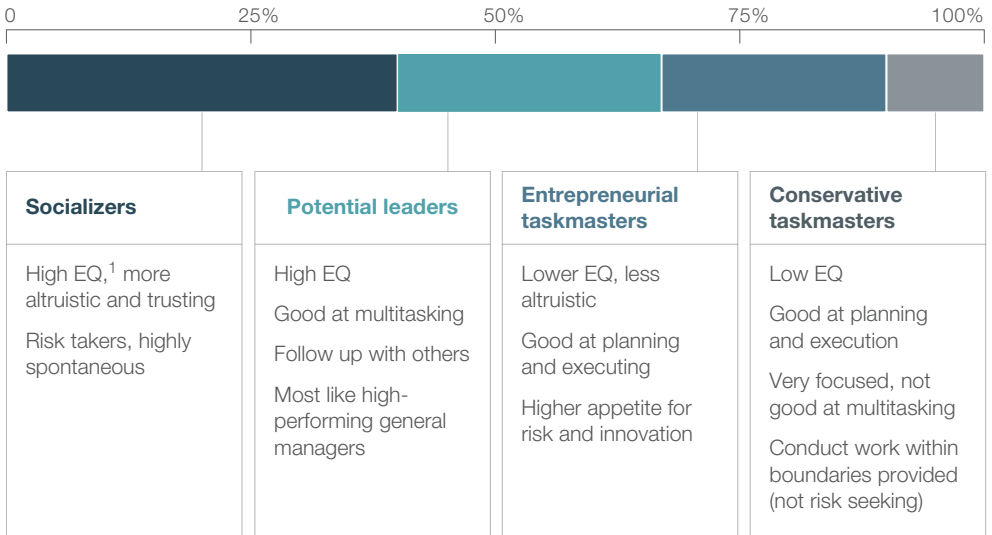 0 25% 50% 75% 100%
Socializers
High EQ,1 more
altruistic and trusting
Risk takers, highly
spontaneous
Potential leaders
High EQ
Good at multitasking
Follow up with others
Most like high-
performing general
managers
Entrepreneurial
taskmasters
Lower EQ, less
altruistic
Good at planning
and executing
Higher appetite for
risk and innovation
Conservative
taskmasters
Low EQ
Good at planning
and execution
Very focused, not
good at multitasking
Conduct work within
boundaries provided
(not risk seeking)